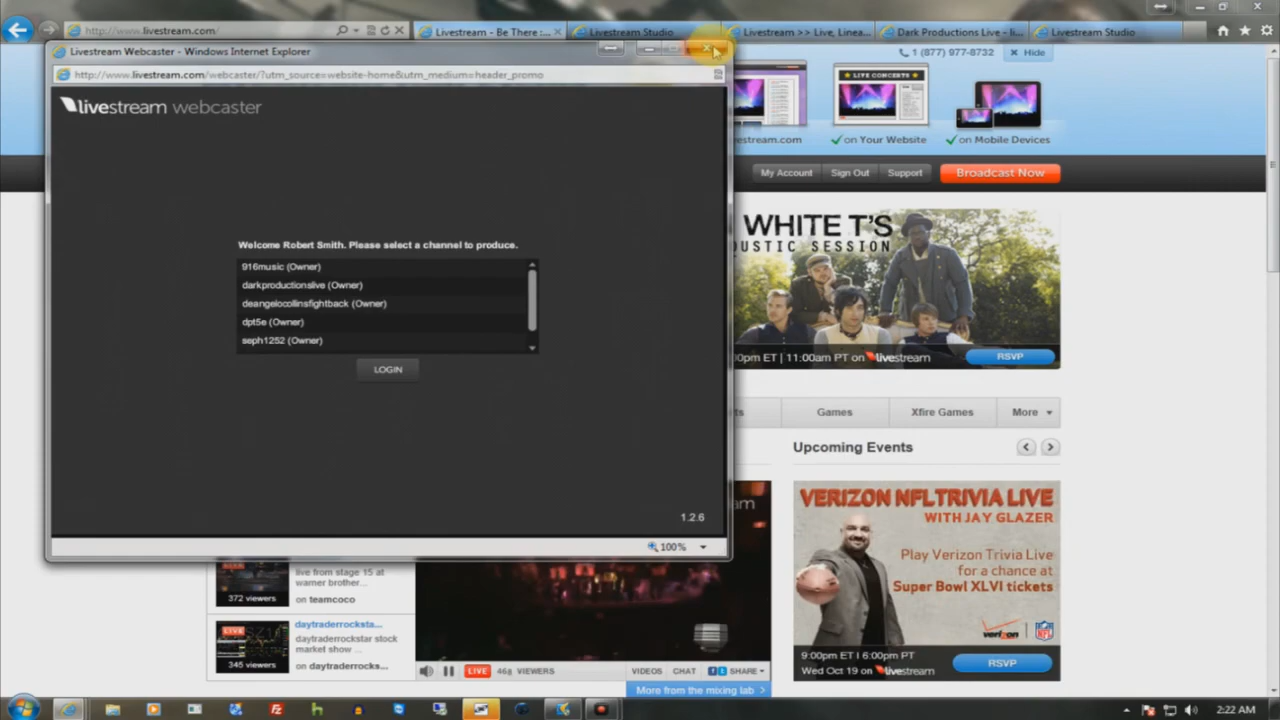 http://www.livestream.com/
Livestream - Be There :...
Livestream Studio
Livestream >> Live, Linea...
Dark Productions Live - li...
Livestream Studio
Livestream Webcaster - Windows Internet Explorer
http://www.livestream.com/webcaster/?utm_source=website-home&utm_medium=header_promo
livestream webcaster
Welcome Robert Smith. Please select a channel to produce.
916music (Owner)
darkproductionslive (Owner)
deangelocollinsfightback (Owner)
dpt5e (Owner)
seph1252 (Owner)
LOGIN
1.2.6
100%
1 (877) 977-8732
Hide
LIVE CONCERTS
estream.com
on Your Website
on Mobile Devices
My Account
Sign Out
Support
Broadcast Now
WHITE T'S
USTIC SESSION
0pm ET | 11:00am PT on livestream
RSVP
ts
Games
Xfire Games
More
Upcoming Events
VERIZON NFL TRIVIA LIVE
WITH JAY GLAZER
Play Verizon Trivia Live
for a chance at
Super Bowl XLVI tickets
verizon
NFL
9:00pm ET | 6:00pm PT
Wed Oct 19 on livestream
RSVP
372 viewers
live from stage 15 at
warner brother...
on teamcoco
LIVE
345 viewers
daytraderrocksta...
daytraderrockstar stock
market show ...
on daytraderrocks...
am
LIVE
468 VIEWERS
VIDEOS
CHAT
SHARE
More from the mixing lab
2:22 AM